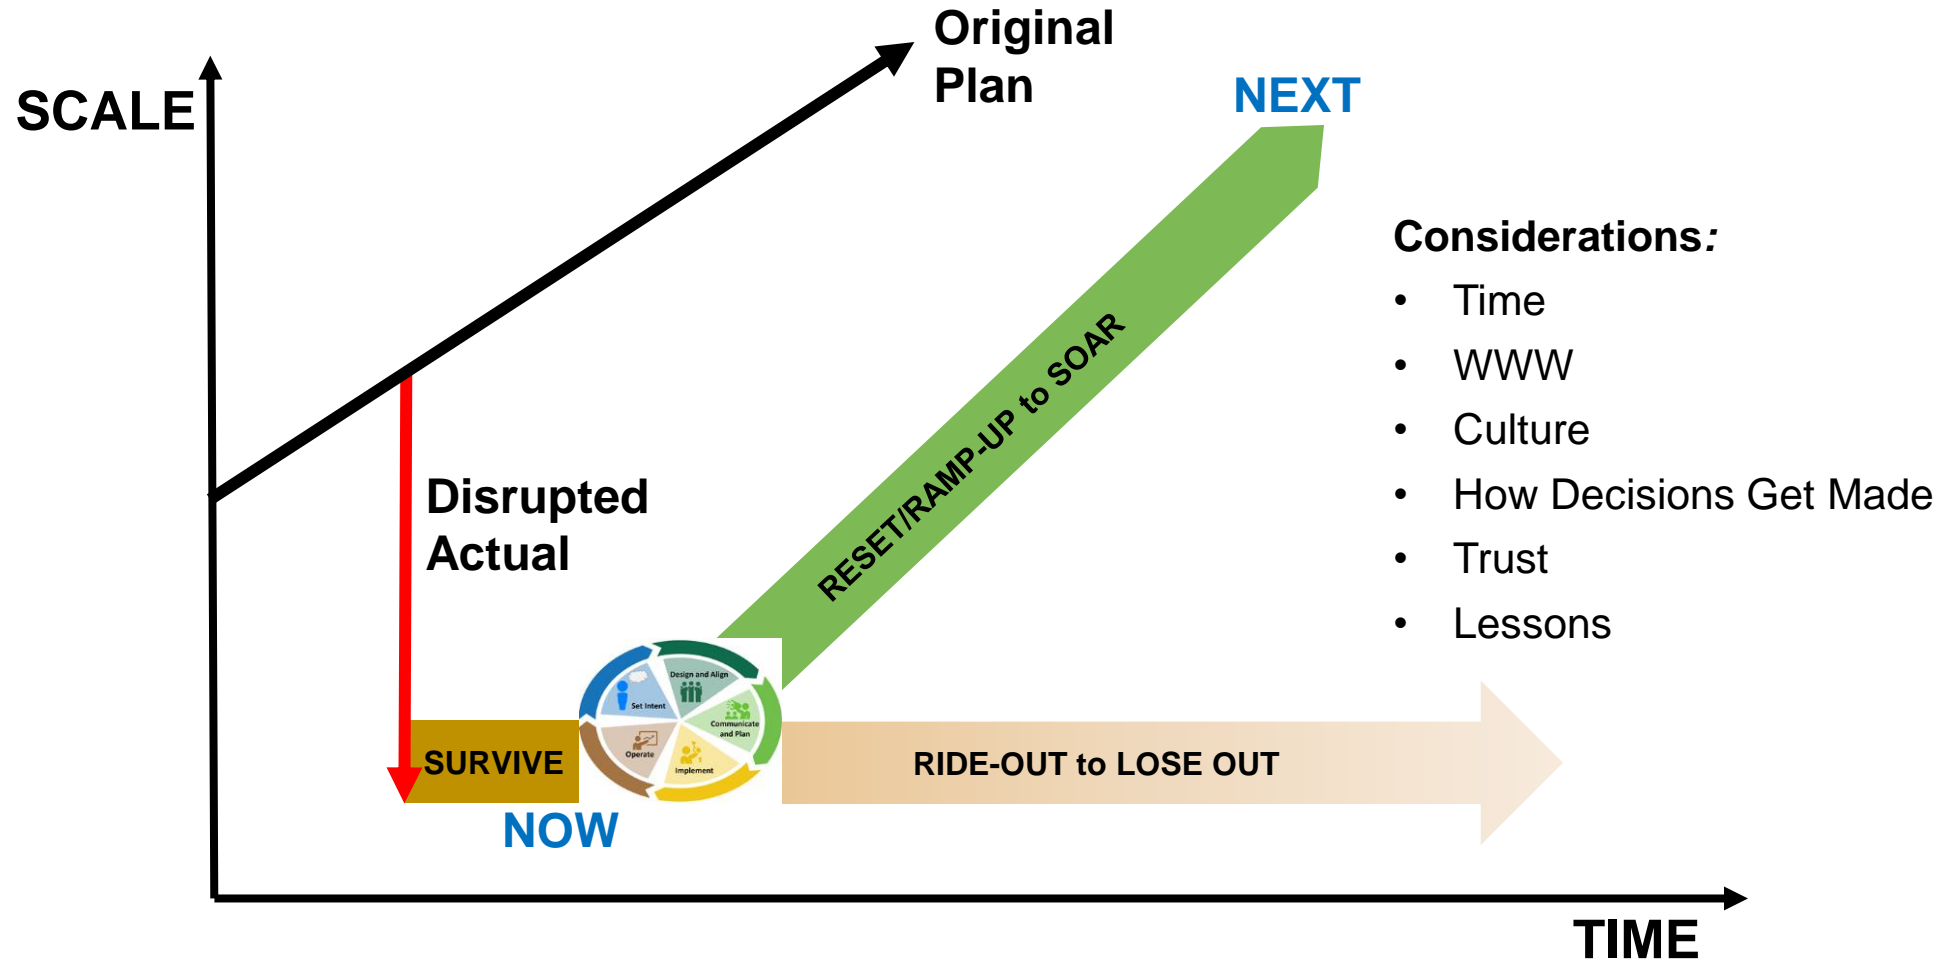 Original
Plan
SCALE
NEXT
Considerations:
• Time
• WWW
• Culture
• How Decisions Get Made
• Trust
• Lessons
Disrupted
Actual
RESET/RAMP-UP to SOAR
Design and Align
Set Intent
Communicate
and Plan
Operate
Implement
SURVIVE
RIDE-OUT to LOSE OUT
NOW
TIME